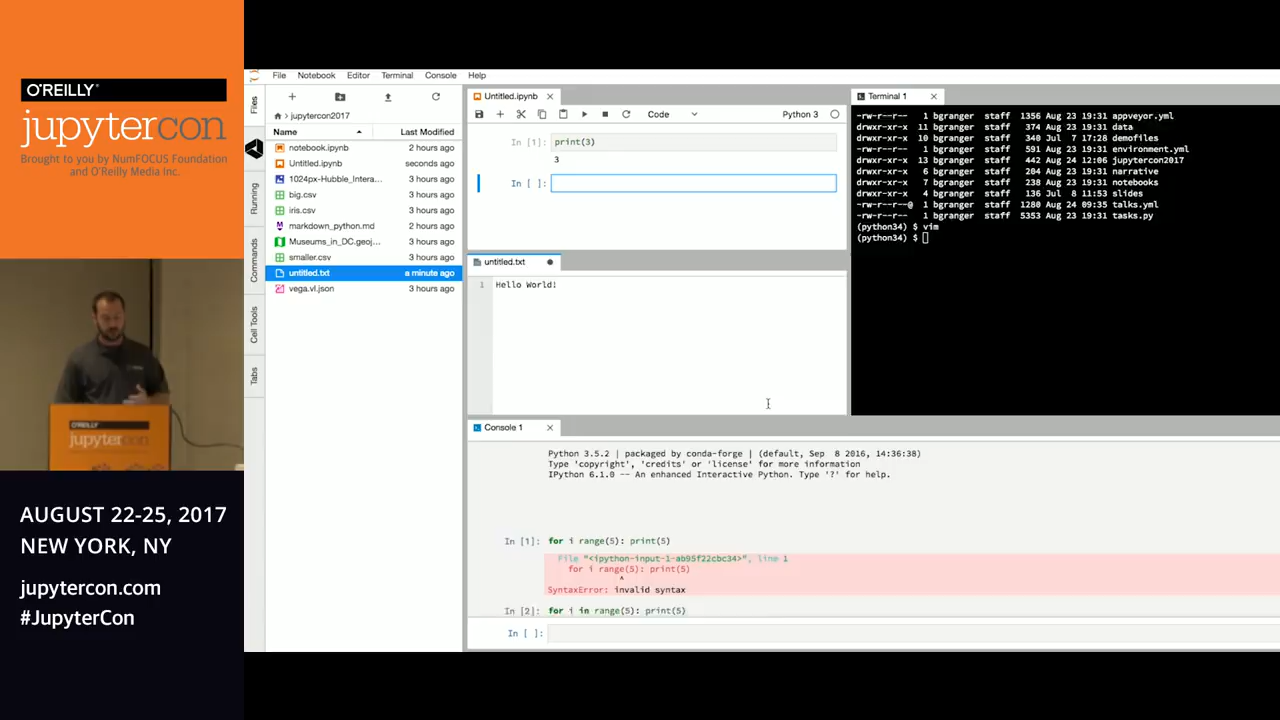 O'REILLY®
jupytercon
Brought to you by NumFOCUS Foundation
and O'Reilly Media Inc.
O'REILLY
jupytercon
AUGUST 22-25, 2017
NEW YORK, NY
jupytercon.com
#JupyterCon
File Notebook Editor Terminal Console Help
Files
Running
Commands
Cell Tools
Tabs
jupytercon2017
Name Last Modified
notebook.ipynb 2 hours ago
Untitled.ipynb seconds ago
1024px-Hubble_Intera... 3 hours ago
big.csv 3 hours ago
iris.csv 3 hours ago
markdown_python.md 2 hours ago
Museums_in_DC.geoj... 3 hours ago
smaller.csv 3 hours ago
untitled.txt a minute ago
vega.vl.json 3 hours ago
Untitled.ipynb
Code Python 3
In [1]: print(3)
3
In [ ]:
untitled.txt
1 Hello World!
Terminal 1
-rw-r--r-- 1 bgranger staff 1356 Aug 23 19:31 appveyor.yml
drwxr-xr-x 11 bgranger staff 374 Aug 23 19:31 data
drwxr-xr-x 10 bgranger staff 340 Jul 7 17:28 demofiles
-rw-r--r-- 1 bgranger staff 591 Aug 23 19:31 environment.yml
drwxr-xr-x 13 bgranger staff 442 Aug 24 12:06 jupytercon2017
drwxr-xr-x 6 bgranger staff 204 Aug 23 19:31 narrative
drwxr-xr-x 7 bgranger staff 238 Aug 23 19:31 notebooks
drwxr-xr-x 4 bgranger staff 136 Jul 8 11:53 slides
-rw-r--r--@ 1 bgranger staff 1280 Aug 24 09:35 talks.yml
-rw-r--r-- 1 bgranger staff 5353 Aug 23 19:31 tasks.py
(python34) $ vim
(python34) $
Console 1
Python 3.5.2 | packaged by conda-forge | (default, Sep 8 2016, 14:36:38)
Type 'copyright', 'credits' or 'license' for more information
IPython 6.1.0 -- An enhanced Interactive Python. Type '?' for help.
In [1]: for i range(5): print(5)
File "<ipython-input-1-ab95f22cbc34>", line 1
for i range(5): print(5)
^
SyntaxError: invalid syntax
In [2]: for i in range(5): print(5)
In [ ]: